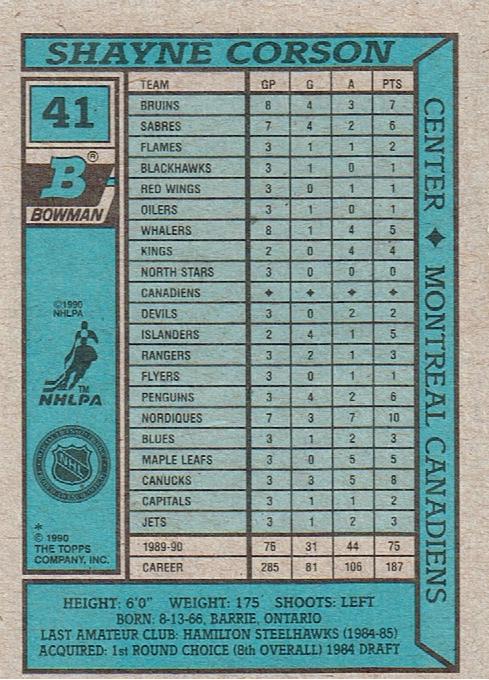 SHAYNE CORSON
41
B®
BOWMAN
©1990
NHLPA
TM
NHLPA
NHL
*
© 1990
THE TOPPS
COMPANY, INC.
TEAM GP G A PTS
BRUINS 8 4 3 7
SABRES 7 4 2 6
FLAMES 3 1 1 2
BLACKHAWKS 3 1 0 1
RED WINGS 3 0 1 1
OILERS 3 1 0 1
WHALERS 8 1 4 5
KINGS 2 0 4 4
NORTH STARS 3 0 0 0
CANADIENS ✦ ✦ ✦ ✦
DEVILS 3 0 2 2
ISLANDERS 2 4 1 5
RANGERS 3 2 1 3
FLYERS 3 0 1 1
PENGUINS 3 4 2 6
NORDIQUES 7 3 7 10
BLUES 3 1 2 3
MAPLE LEAFS 3 0 5 5
CANUCKS 3 3 5 8
CAPITALS 3 1 1 2
JETS 3 1 2 3
1989-90 76 31 44 75
CAREER 285 81 106 187
CENTER ✦ MONTREAL CANADIENS
HEIGHT: 6'0" WEIGHT: 175 SHOOTS: LEFT
BORN: 8-13-66, BARRIE, ONTARIO
LAST AMATEUR CLUB: HAMILTON STEELHAWKS (1984-85)
ACQUIRED: 1st ROUND CHOICE (8th OVERALL) 1984 DRAFT